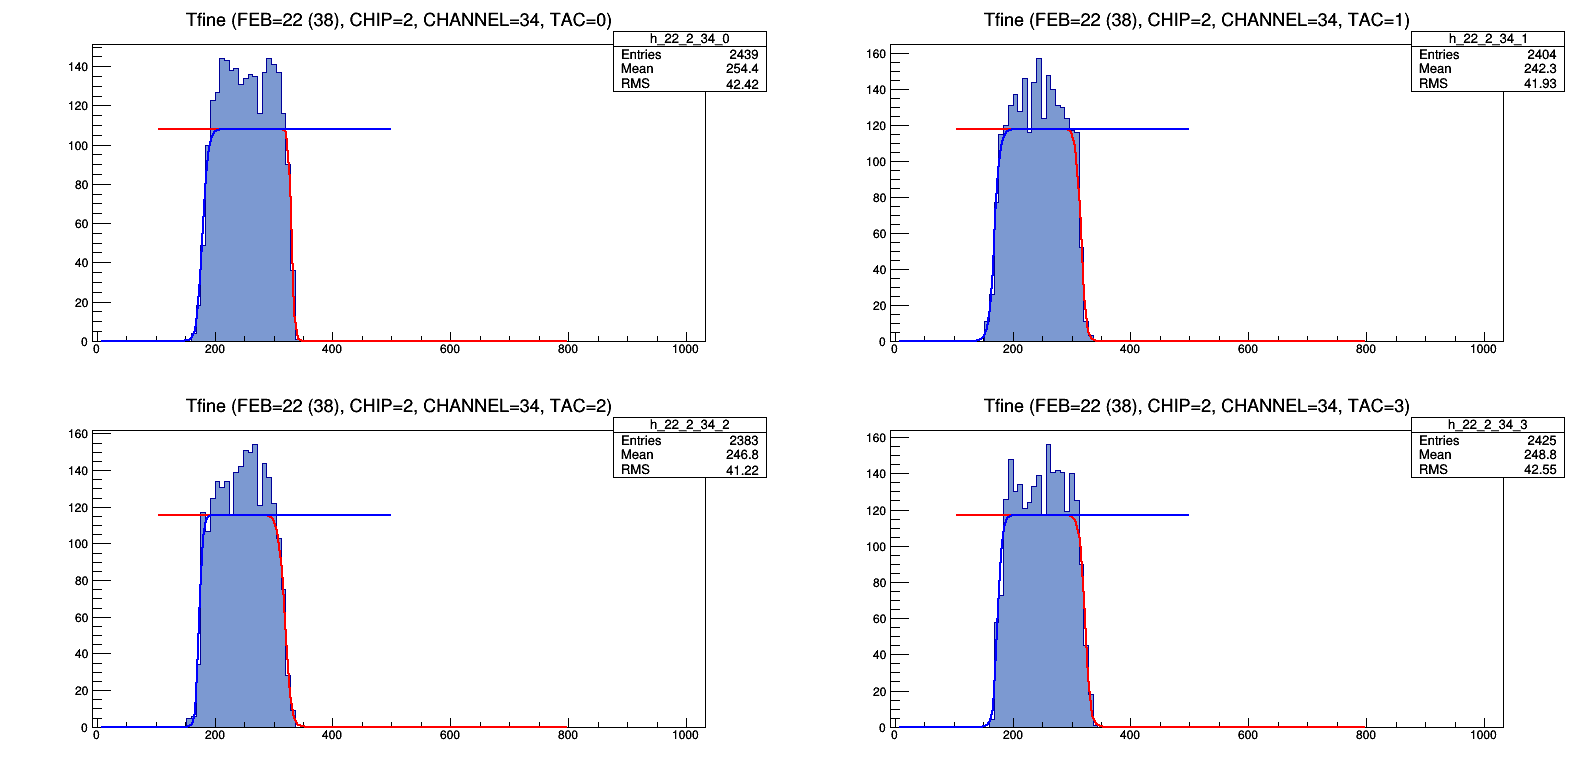 Tfine (FEB=22 (38), CHIP=2, CHANNEL=34, TAC=0)
h_22_2_34_0
Entries 2439
Mean 254.4
RMS 42.42
140
120
100
80
60
40
20
0
0 200 400 600 800 1000
Tfine (FEB=22 (38), CHIP=2, CHANNEL=34, TAC=1)
h_22_2_34_1
Entries 2404
Mean 242.3
RMS 41.93
160
140
120
100
80
60
40
20
0
0 200 400 600 800 1000
Tfine (FEB=22 (38), CHIP=2, CHANNEL=34, TAC=2)
h_22_2_34_2
Entries 2383
Mean 246.8
RMS 41.22
160
140
120
100
80
60
40
20
0
0 200 400 600 800 1000
Tfine (FEB=22 (38), CHIP=2, CHANNEL=34, TAC=3)
h_22_2_34_3
Entries 2425
Mean 248.8
RMS 42.55
160
140
120
100
80
60
40
20
0
0 200 400 600 800 1000